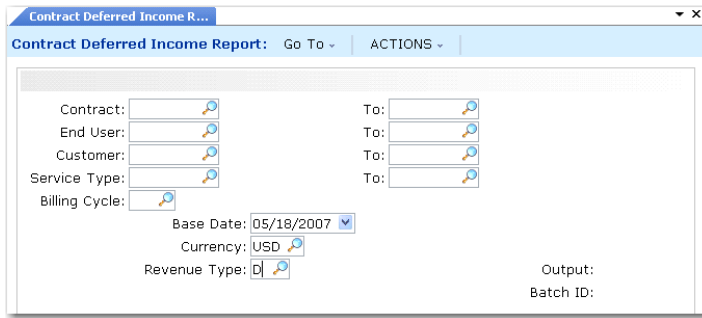 Contract Deferred Income R...
Contract Deferred Income Report: Go To ACTIONS
Contract: To:
End User: To:
Customer: To:
Service Type: To:
Billing Cycle:
Base Date: 05/18/2007
Currency: USD
Revenue Type: D Output:
Batch ID: